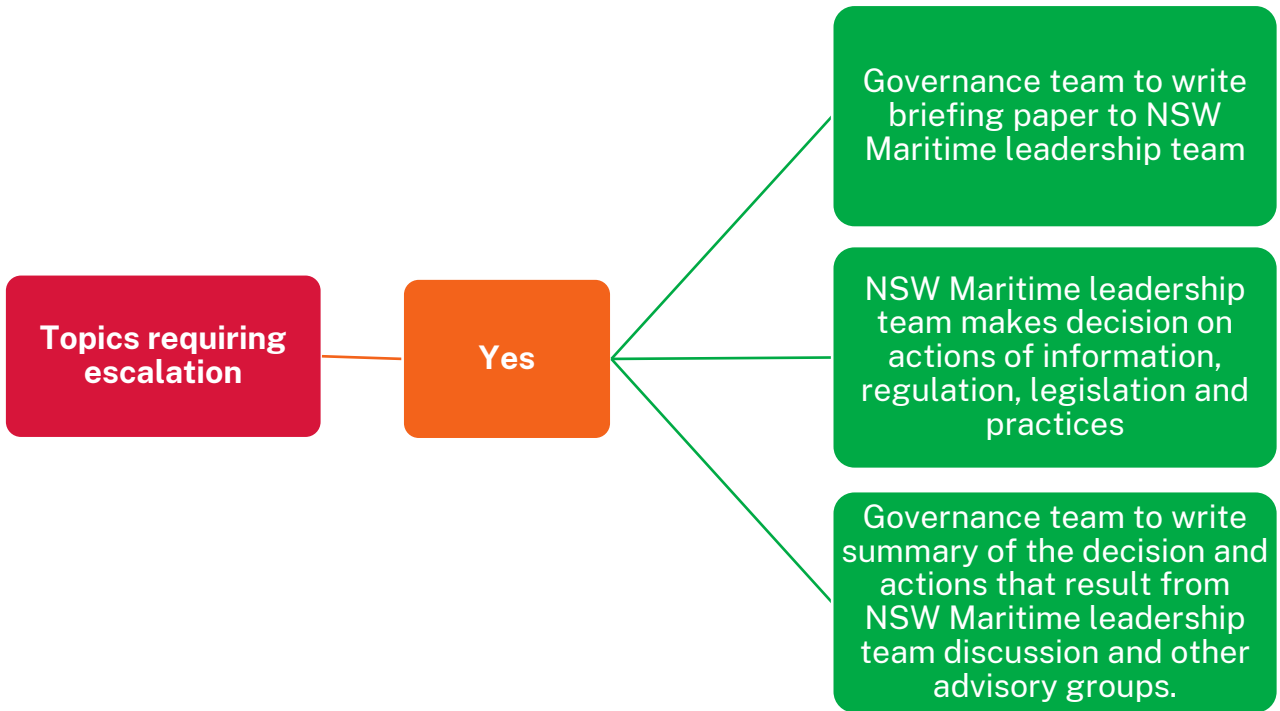 Topics requiring
escalation
Yes
Governance team to write
briefing paper to NSW
Maritime leadership team
NSW Maritime leadership
team makes decision on
actions of information,
regulation, legislation and
practices
Governance team to write
summary of the decision and
actions that result from
NSW Maritime leadership
team discussion and other
advisory groups.